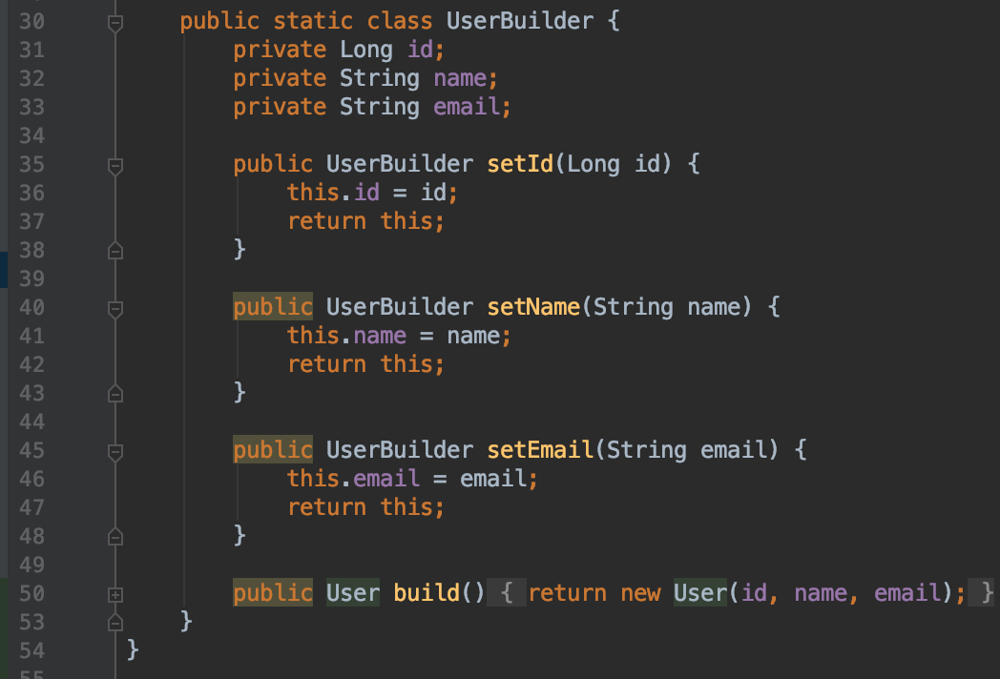 30 public static class UserBuilder {
31 private Long id;
32 private String name;
33 private String email;
34
35 public UserBuilder setId(Long id) {
36 this.id = id;
37 return this;
38 }
39
40 public UserBuilder setName(String name) {
41 this.name = name;
42 return this;
43 }
44
45 public UserBuilder setEmail(String email) {
46 this.email = email;
47 return this;
48 }
49
50 public User build() { return new User(id, name, email); }
53 }
54 }
55